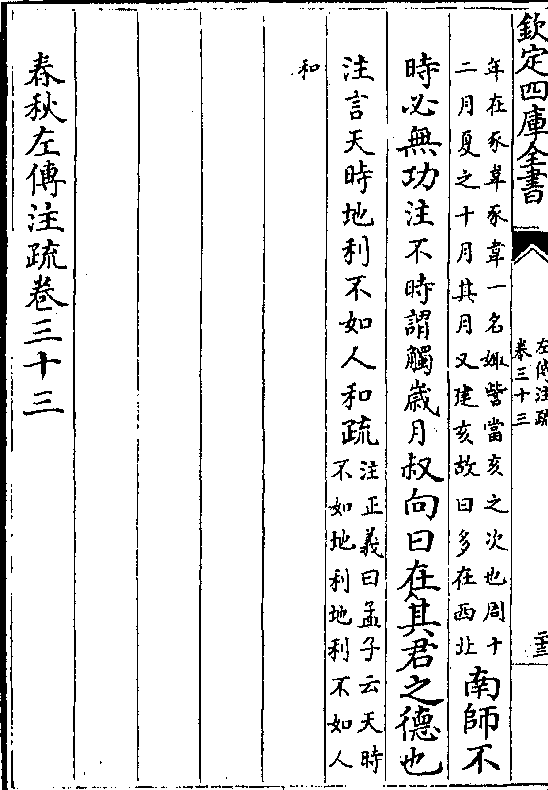 欽定四庫全書
左傳注疏
卷三十三
二三
年在豕韋豕韋一名娵訾當亥之次也周十
二月夏之十月其月又建亥故曰多在西北
南師不
時必無功注不時謂觸歲月叔向曰在其君之德也
注言天時地利不如人和疏
注正義曰孟子云天時
不如地利地利不如人
和
春秋左傳注疏卷三十三